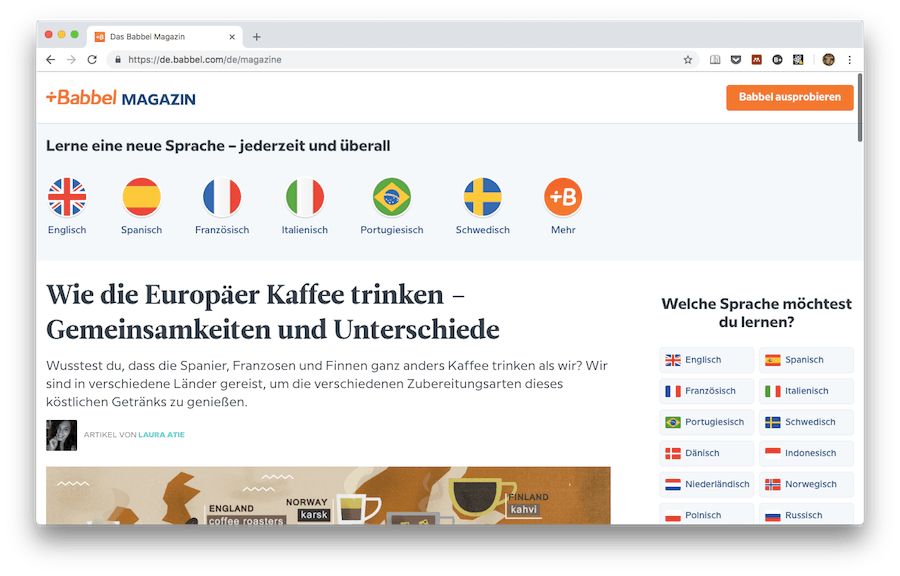 Das Babbel Magazin
https://de.babbel.com/de/magazine
+Babbel MAGAZIN
Babbel ausprobieren
Lerne eine neue Sprache – jederzeit und überall
+B
Englisch
Spanisch
Französisch
Italienisch
Portugiesisch
Schwedisch
Mehr
Wie die Europäer Kaffee trinken –
Gemeinsamkeiten und Unterschiede
Wusstest du, dass die Spanier, Franzosen und Finnen ganz anders Kaffee trinken als wir? Wir
sind in verschiedene Länder gereist, um die verschiedenen Zubereitungsarten dieses
köstlichen Getränks zu genießen.
ARTIKEL VON LAURA ATIE
ENGLAND
coffee roasters
NORWAY
karsk
FINLAND
kahvi
Welche Sprache möchtest
du lernen?
Englisch
Spanisch
Französisch
Italienisch
Portugiesisch
Schwedisch
Dänisch
Indonesisch
Niederländisch
Norwegisch
Polnisch
Russisch